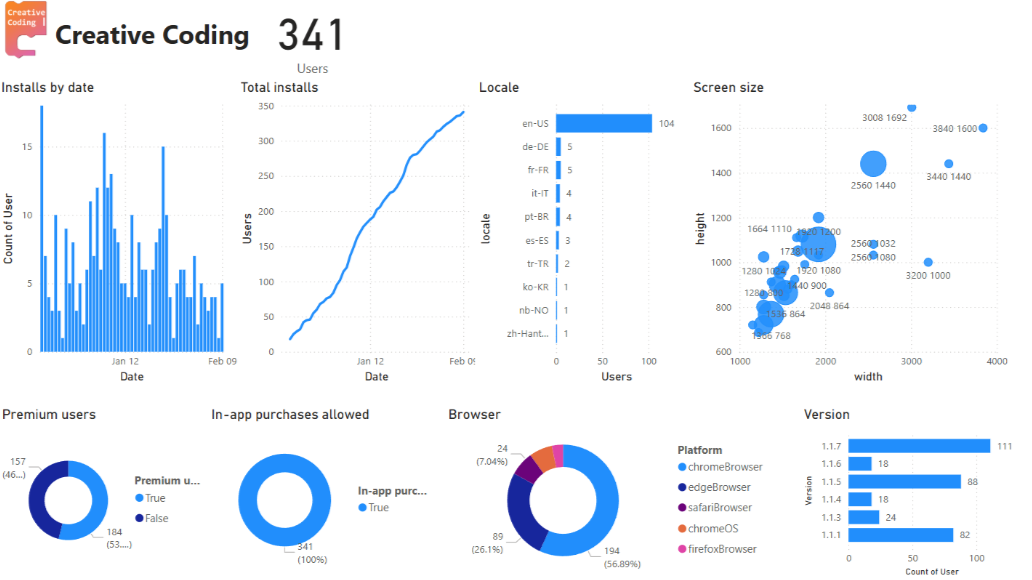 Creative
Coding
Creative Coding
341
Users
Installs by date
Count of User
15
10
5
0
Jan 12
Feb 09
Date
Total installs
Users
350
300
250
200
150
100
50
0
Jan 12
Feb 09
Date
Locale
locale
en-US 104
de-DE 5
fr-FR 5
it-IT 4
pt-BR 4
es-ES 3
tr-TR 2
ko-KR 1
nb-NO 1
zh-Hant... 1
0 50 100
Users
Screen size
height
1600
1400
1200
1000
800
600
3008 1692
3840 1600
2560 1440
3440 1440
1664 1110
1920 1200
1728 1117
2560 1032
2560 1080
1280 1024
1920 1080
3200 1000
1440 900
1280 800
2048 864
1536 864
1366 768
1000 2000 3000 4000
width
Premium users
157
(46...)
184
(53....)
Premium u...
True
False
In-app purchases allowed
341
(100%)
In-app purc...
True
Browser
24
(7.04%)
89
(26.1%)
194
(56.89%)
Platform
chromeBrowser
edgeBrowser
safariBrowser
chromeOS
firefoxBrowser
Version
Version
1.1.7 111
1.1.6 18
1.1.5 88
1.1.4 18
1.1.3 24
1.1.1 82
0 50 100
Count of User